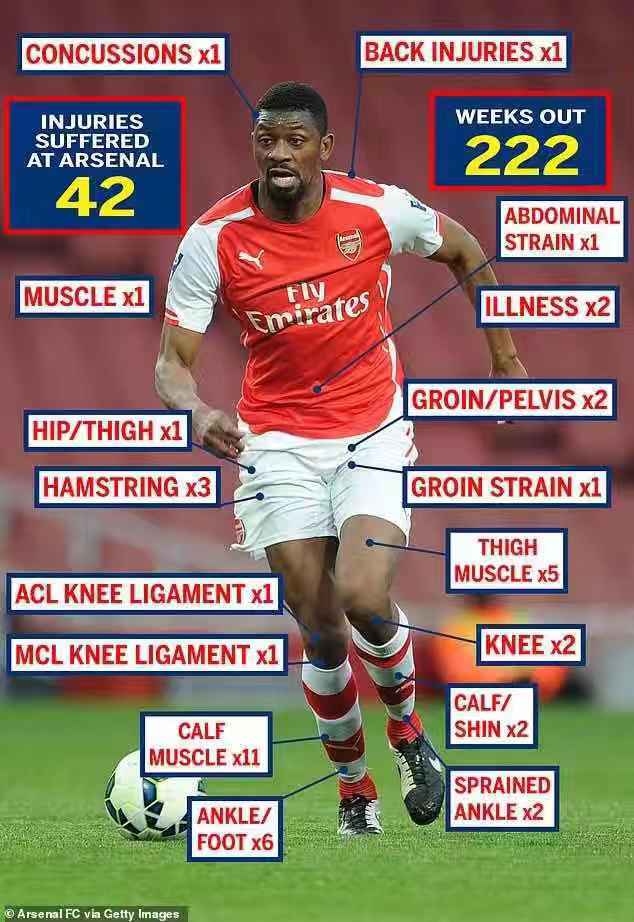 CONCUSSIONS x1
BACK INJURIES x1
INJURIES
SUFFERED
AT ARSENAL
42
WEEKS OUT
222
ABDOMINAL
STRAIN x1
MUSCLE x1
ILLNESS x2
Arsenal
Fly
Emirates
GROIN/PELVIS x2
HIP/THIGH x1
HAMSTRING x3
GROIN STRAIN x1
THIGH
MUSCLE x5
ACL KNEE LIGAMENT x1
KNEE x2
MCL KNEE LIGAMENT x1
CALF/
SHIN x2
CALF
MUSCLE x11
SPRAINED
ANKLE x2
ANKLE/
FOOT x6
© Arsenal FC via Getty Images